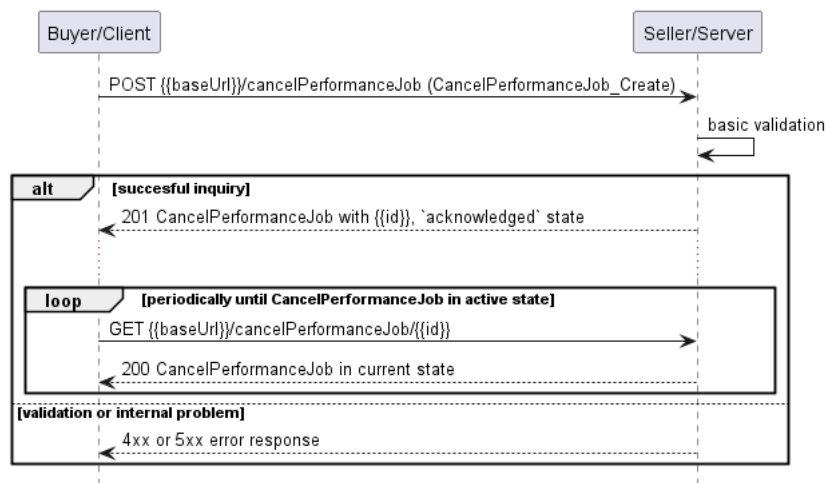 Buyer/Client
Seller/Server
POST {{baseUrl}}/cancelPerformanceJob (CancelPerformanceJob_Create)
basic validation
alt [succesful inquiry]
201 CancelPerformanceJob with {{id}}, `acknowledged` state
loop [periodically until CancelPerformanceJob in active state]
GET {{baseUrl}}/cancelPerformanceJob/{{id}}
200 CancelPerformanceJob in current state
[validation or internal problem]
4xx or 5xx error response